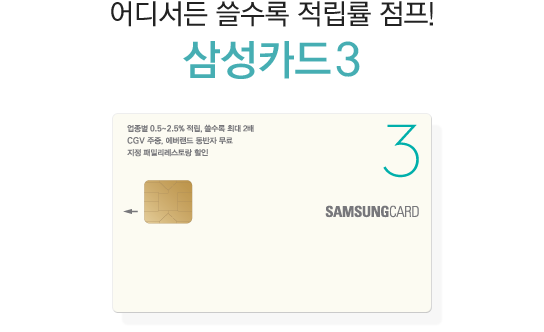 어디서든 쓸수록 적립률 점프!
삼성카드 3
업종별 0.5~2.5% 적립, 쓸수록 최대 2배
CGV 주중, 에버랜드 동반자 무료
지정 패밀리레스토랑 할인
3
SAMSUNGCARD